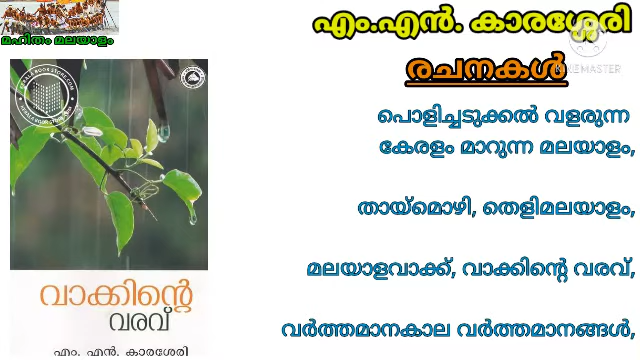 മഹിതം മലയാളം
എം.എൻ. കാരശ്ശേരി
രചനകൾ
KINEMASTER
പൊളിച്ചടുക്കൽ വളരുന്ന
കേരളം മാറുന്ന മലയാളം,
തായ്മൊഴി, തെളിമലയാളം,
മലയാളവാക്ക്, വാക്കിന്റെ വരവ്,
വർത്തമാനകാല വർത്തമാനങ്ങൾ,
വാക്കിന്റെ
വരവ്
എം. എൻ. കാരശേരി